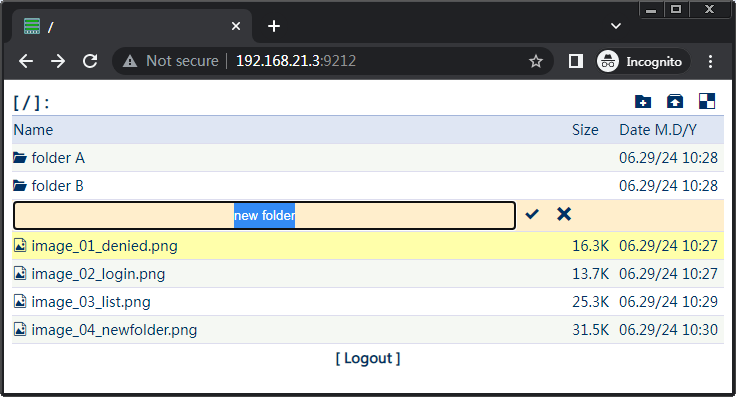 /
Not secure 192.168.21.3:9212 Incognito
[ / ] :
Name Size Date M.D/Y
folder A 06.29/24 10:28
folder B 06.29/24 10:28
new folder
image_01_denied.png 16.3K 06.29/24 10:27
image_02_login.png 13.7K 06.29/24 10:27
image_03_list.png 25.3K 06.29/24 10:29
image_04_newfolder.png 31.5K 06.29/24 10:30
[ Logout ]